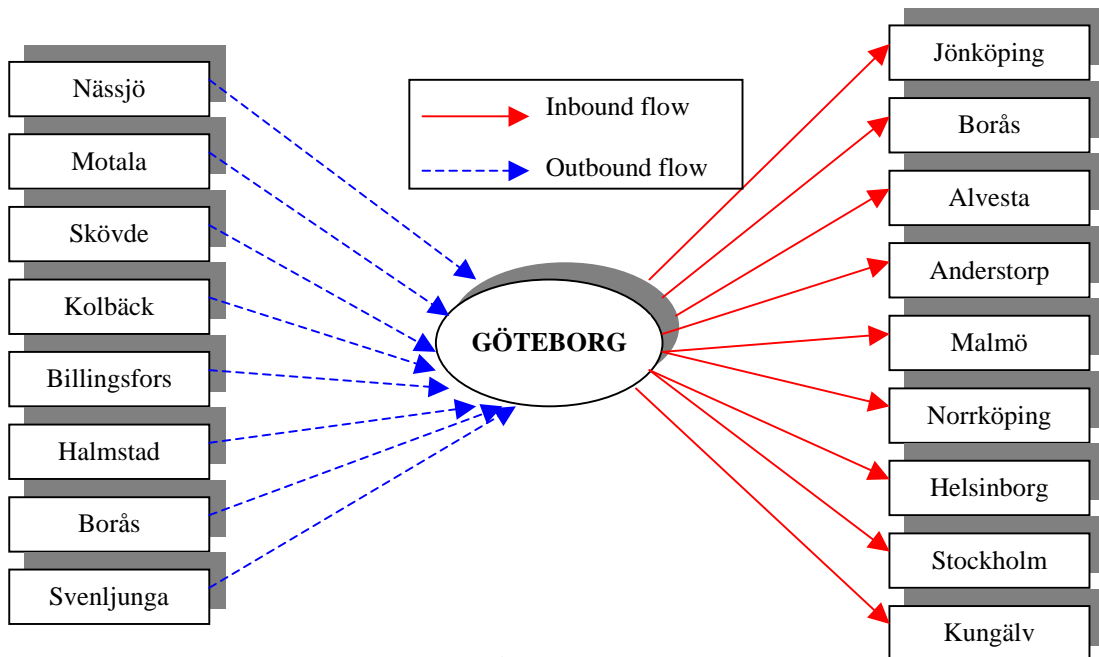 Nässjö
Motala
Skövde
Kolbäck
Billingsfors
Halmstad
Borås
Svenljunga
Inbound flow
Outbound flow
GÖTEBORG
Jönköping
Borås
Alvesta
Anderstorp
Malmö
Norrköping
Helsinborg
Stockholm
Kungälv